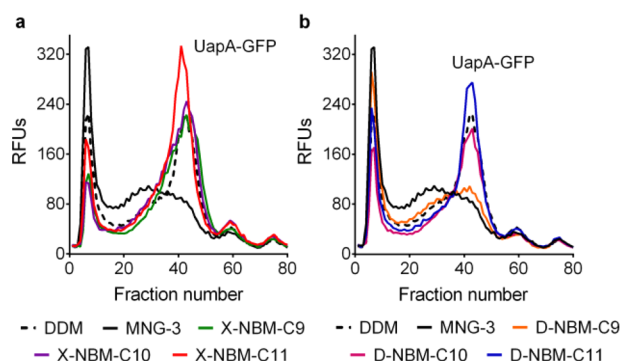 a
UapA-GFP
RFUs
320
240
160
80
0
0 20 40 60 80
Fraction number
b
UapA-GFP
RFUs
320
240
160
80
0
0 20 40 60 80
Fraction number
DDM MNG-3 X-NBM-C9
X-NBM-C10 X-NBM-C11
DDM MNG-3 D-NBM-C9
D-NBM-C10 D-NBM-C11